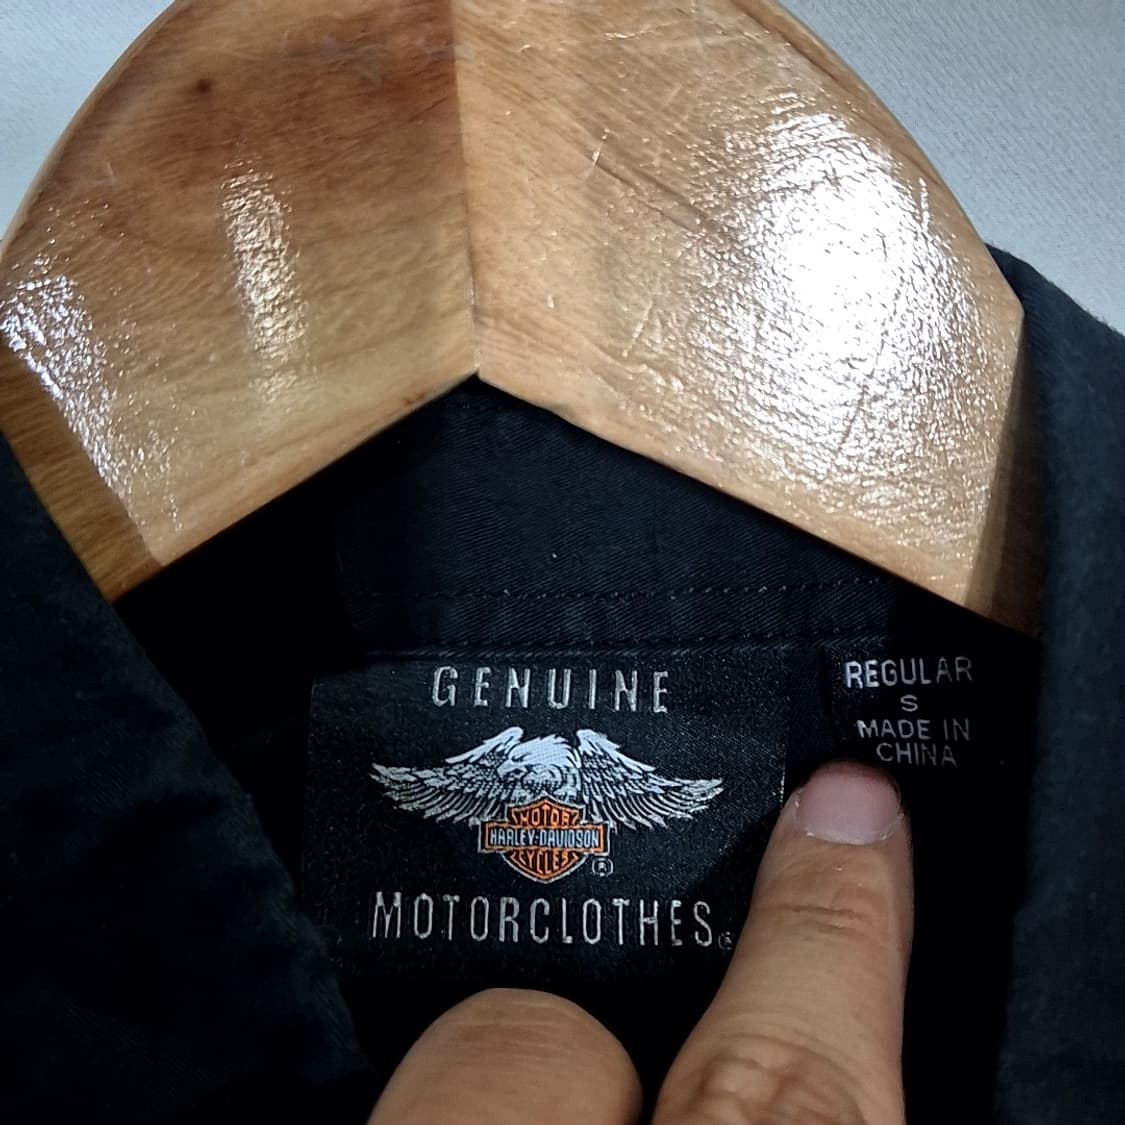 GENUINE
MOTOR
HARLEY-DAVIDSON
CYCLES
®
MOTORCLOTHES®
REGULAR
S
MADE IN
CHINA